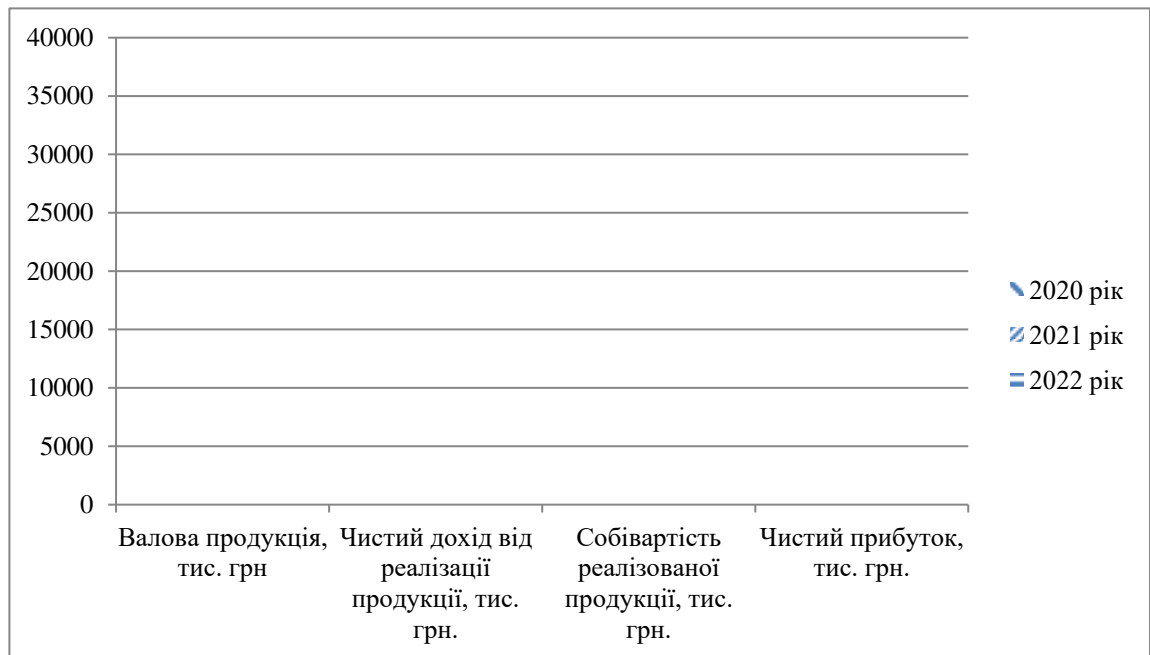 40000
35000
30000
25000
20000
15000
10000
5000
0
Валова продукція,
тис. грн
Чистий дохід від
реалізації
продукції, тис.
грн.
Собівартість
реалізованої
продукції, тис.
грн.
Чистий прибуток,
тис. грн.
2020 рік
2021 рік
2022 рік